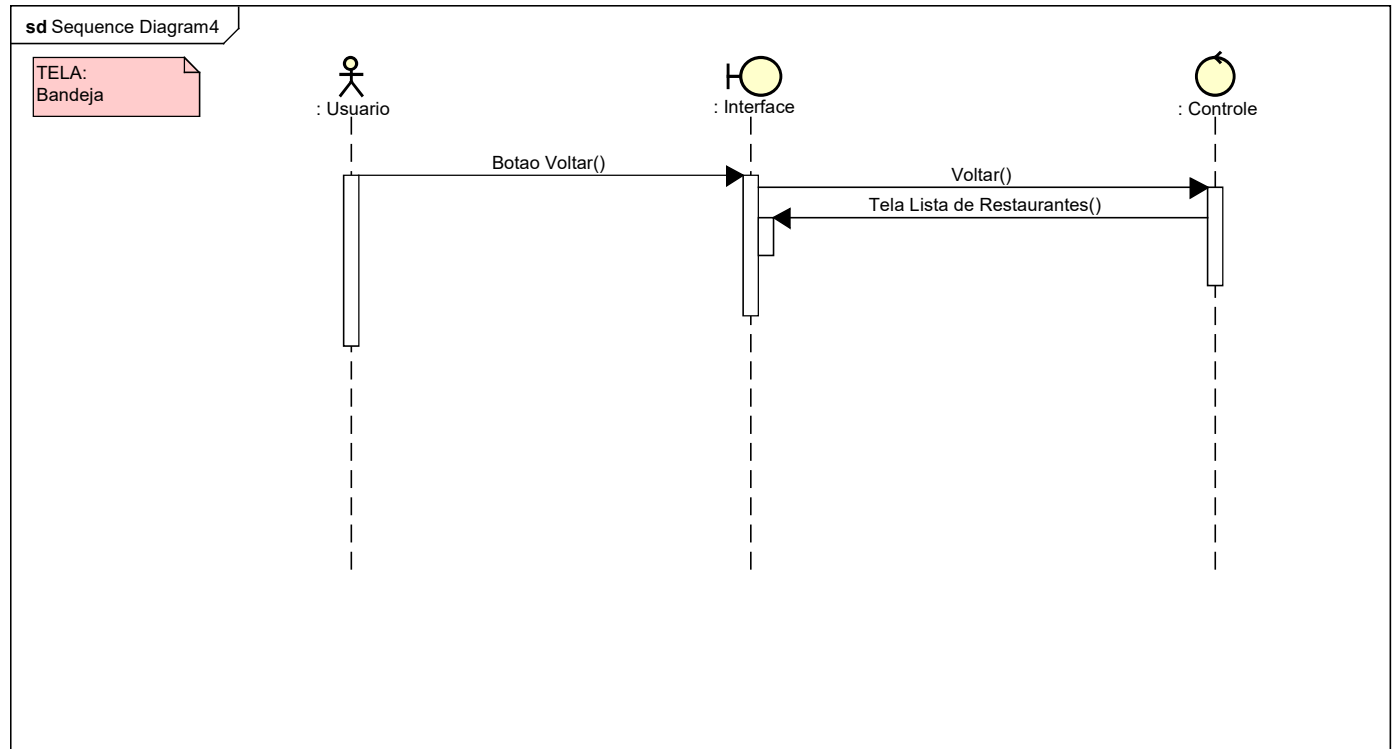 sd Sequence Diagram4
TELA:
Bandeja
: Usuario
: Interface
: Controle
Botao Voltar()
Voltar()
Tela Lista de Restaurantes()